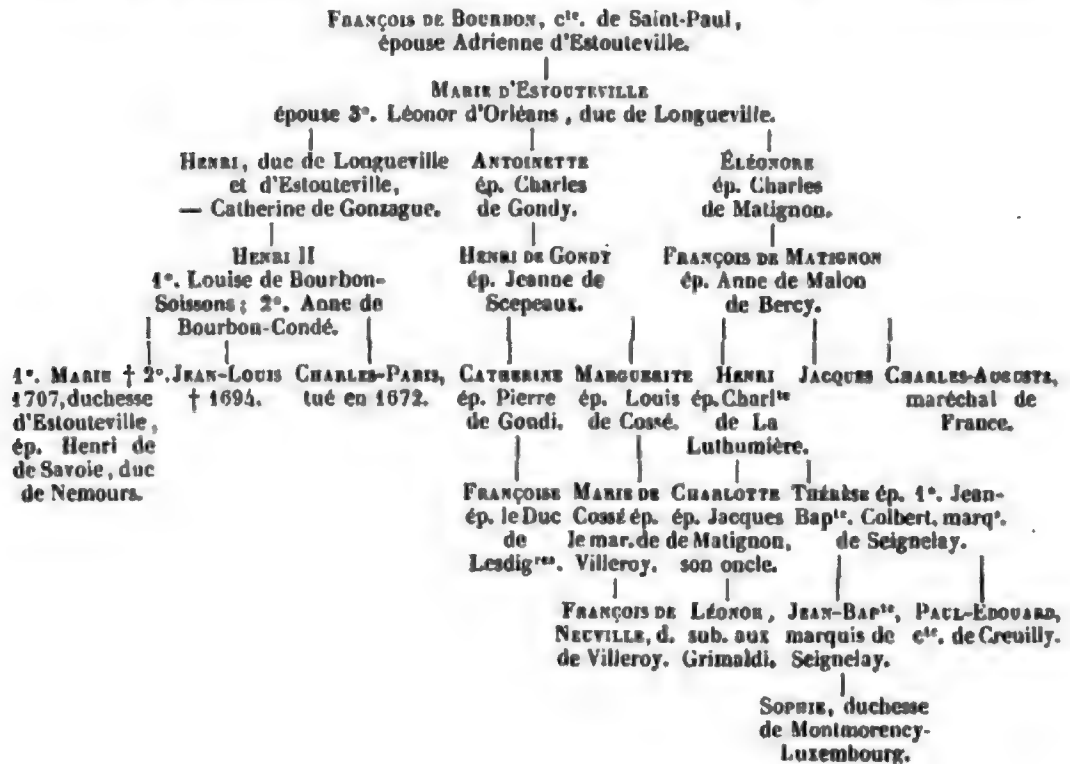 FRANÇOIS DE BOURBON, cte. de Saint-Paul,
épouse Adrienne d'Estouteville.
MARIE D'ESTOUTEVILLE
épouse 3°. Léonor d'Orléans, duc de Longueville.
HENRI, duc de Longueville
et d'Estouteville,
— Catherine de Gonzague.
ANTOINETTE
ép. Charles
de Gondy.
ÉLÉONORE
ép. Charles
de Matignon.
HENRI II
1°. Louise de Bourbon-
Soissons; 2°. Anne de
Bourbon-Condé.
HENRI DE GONDY
ép. Jeanne de
Scepeaux.
FRANÇOIS DE MATIGNON
ép. Anne de Malon
de Bercy.
1°. MARIE †
1707, duchesse
d'Estouteville,
ép. Henri de
de Savoie, duc
de Nemours.
2°. JEAN-LOUIS
† 1694.
CHARLES-PARIS,
tué en 1672.
CATHERINE
ép. Pierre
de Gondi.
MARGUERITE
ép. Louis
de Cossé.
HENRI
ép. Charlte
de La
Luthumière.
JACQUES
CHARLES-AUGUSTE,
maréchal de
France.
FRANÇOISE
ép. le Duc
de
Lesdigres.
MARIE DE
Cossé ép.
le mar. de
Villeroy.
CHARLOTTE
ép. Jacques
de Matignon,
son oncle.
THÉRÈSE ép. 1°. Jean-
Bapte. Colbert, marqs.
de Seignelay.
FRANÇOIS DE
NEUVILLE, d.
de Villeroy.
LÉONOR,
sub. aux
Grimaldi.
JEAN-BAPte,
marquis de
Seignelay.
PAUL-EDOUARD,
cte. de Creuilly.
SOPHIE, duchesse
de Montmorency-
Luxembourg.